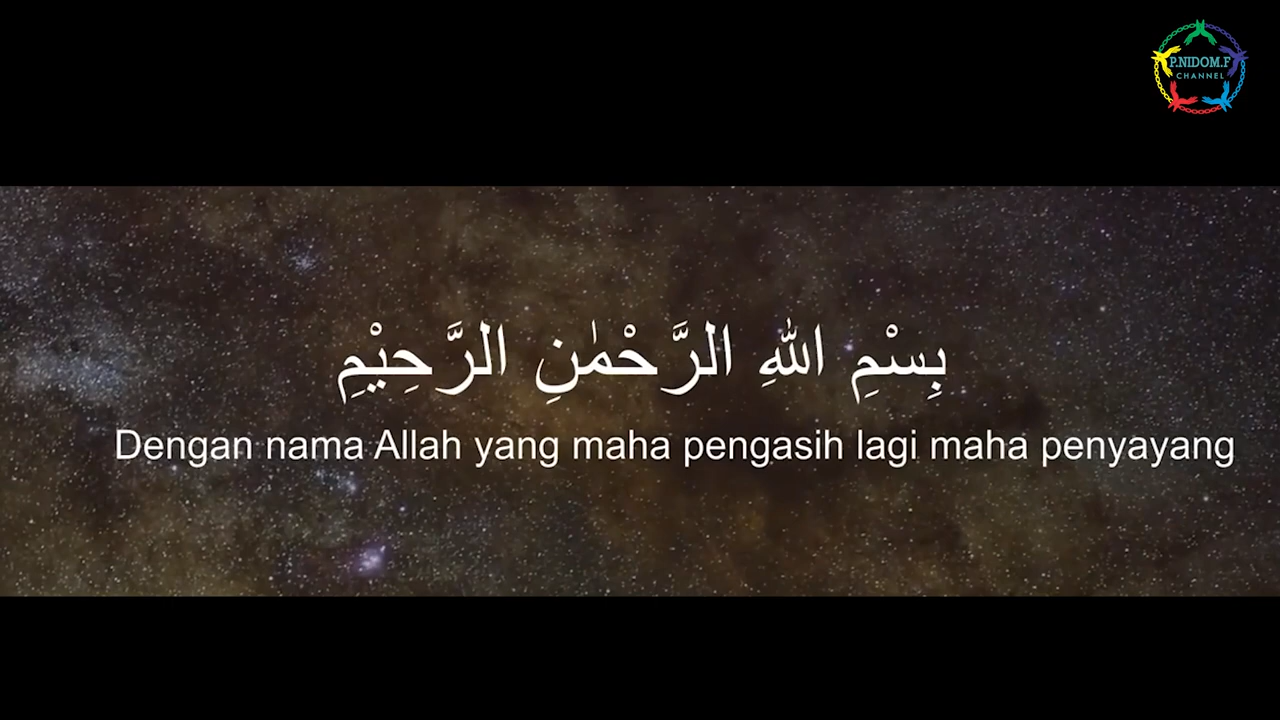 P.NIDOM.F
CHANNEL
بِسْمِ اللّٰهِ الرَّحْمٰنِ الرَّحِيْمِ
Dengan nama Allah yang maha pengasih lagi maha penyayang